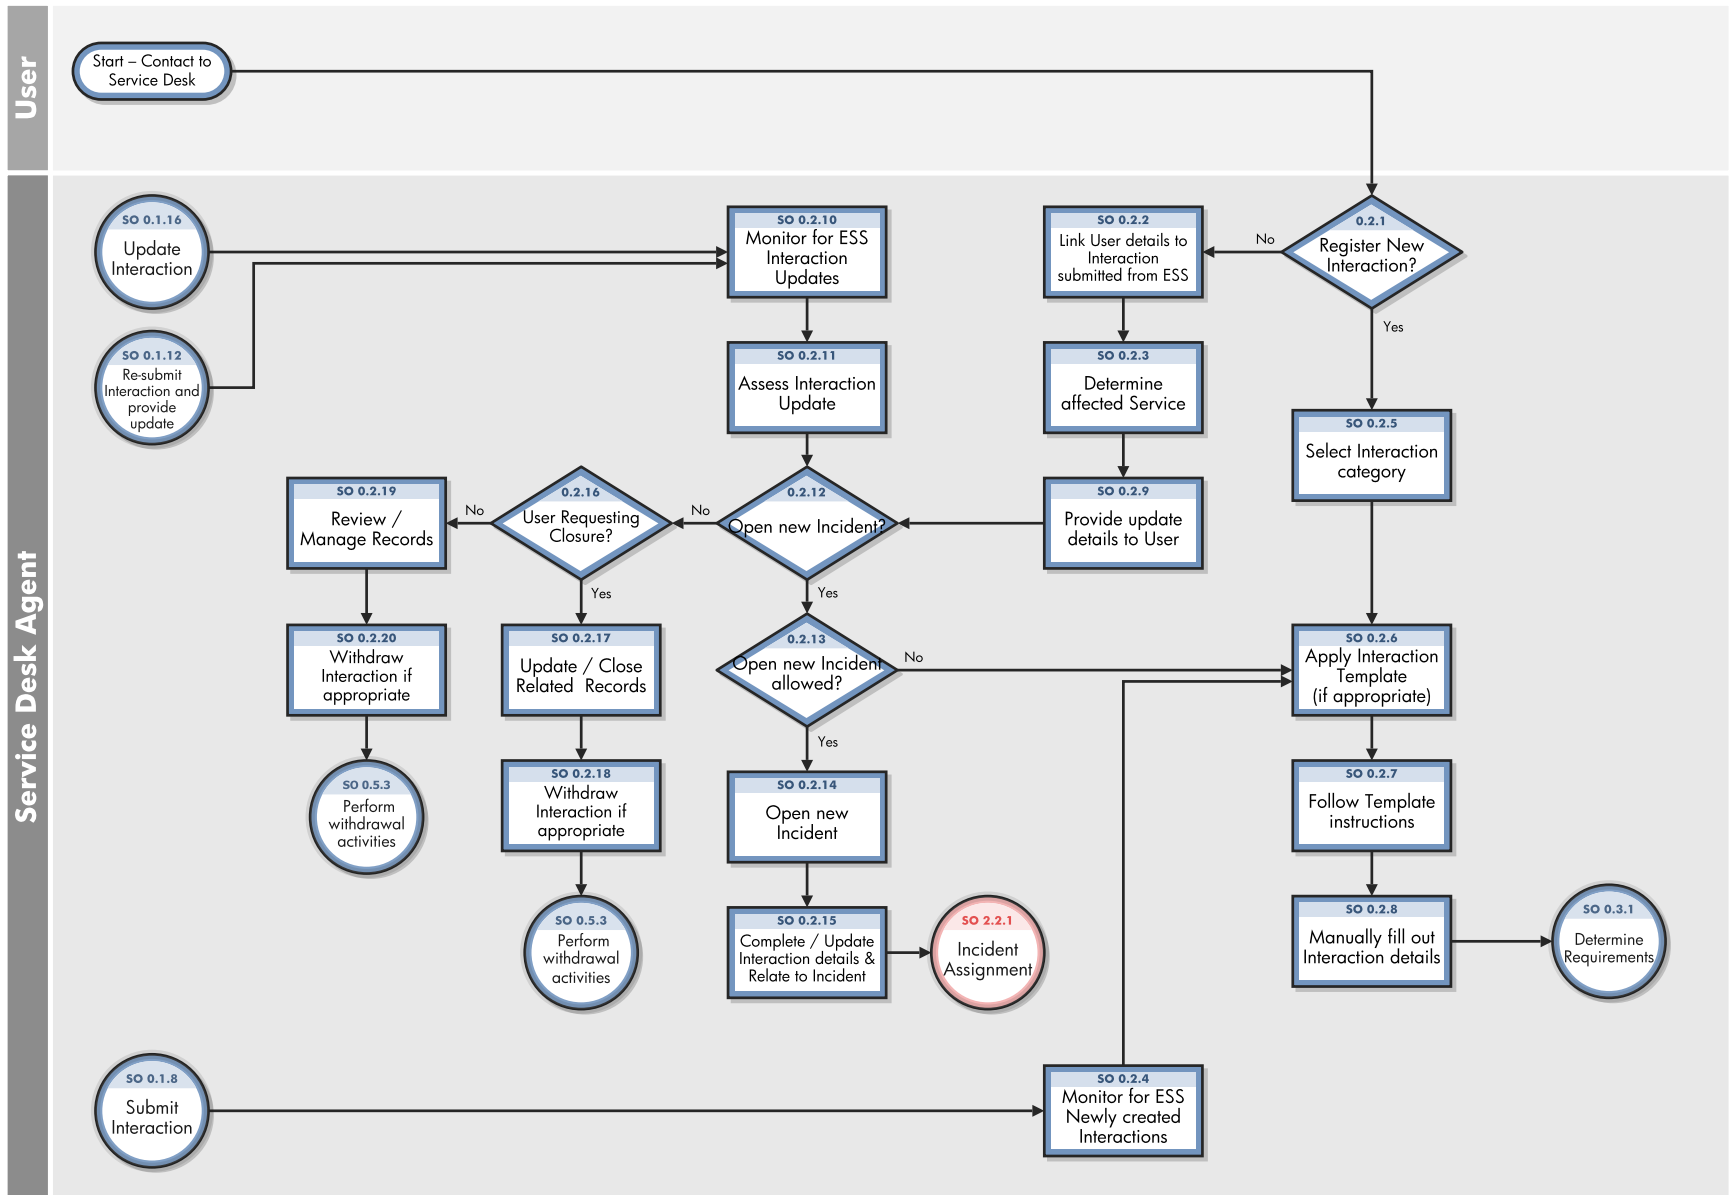 User
Start – Contact to
Service Desk
Service Desk Agent
SO 0.1.16
Update
Interaction
SO 0.2.10
Monitor for ESS
Interaction
Updates
SO 0.2.2
Link User details to
Interaction
submitted from ESS
No
0.2.1
Register New
Interaction?
Yes
SO 0.1.12
Re-submit
Interaction and
provide
update
SO 0.2.11
Assess Interaction
Update
SO 0.2.3
Determine
affected Service
SO 0.2.5
Select Interaction
category
SO 0.2.19
Review /
Manage Records
No
0.2.16
User Requesting
Closure?
Yes
No
0.2.12
Open new Incident?
Yes
SO 0.2.9
Provide update
details to User
SO 0.2.20
Withdraw
Interaction if
appropriate
SO 0.2.17
Update / Close
Related Records
0.2.13
Open new Incident
allowed?
No
Yes
SO 0.2.6
Apply Interaction
Template
(if appropriate)
SO 0.5.3
Perform
withdrawal
activities
SO 0.2.18
Withdraw
Interaction if
appropriate
SO 0.2.14
Open new
Incident
SO 0.2.7
Follow Template
instructions
SO 0.5.3
Perform
withdrawal
activities
SO 0.2.15
Complete / Update
Interaction details &
Relate to Incident
SO 2.2.1
Incident
Assignment
SO 0.2.8
Manually fill out
Interaction details
SO 0.3.1
Determine
Requirements
SO 0.1.8
Submit
Interaction
SO 0.2.4
Monitor for ESS
Newly created
Interactions